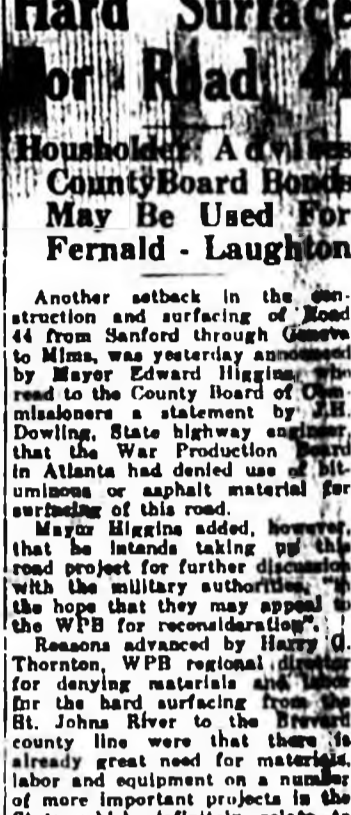 Hard Surface
For Road 44
Housholder Advises
County Board Bonds
May Be Used For
Fernald - Laughton
Another setback in the con-
struction and surfacing of Road
44 from Sanford through Geneva
to Mims, was yesterday announced
by Mayor Edward Higgins, who
read to the County Board of Com-
missioners a statement by J.H.
Dowling, State highway engineer,
that the War Production Board
in Atlanta had denied use of bit-
uminous or asphalt material for
surfacing of this road.
Mayor Higgins added, however,
that he intends taking up this
road project for further discussion
with the military authorities, "in
the hope that they may appeal to
the WPB for reconsideration".
Reasons advanced by Harry G.
Thornton, WPB regional director
for denying materials and labor
for the hard surfacing from the
St. Johns River to the Brevard
county line were that there is
already great need for materials,
labor and equipment on a number
of more important projects in the